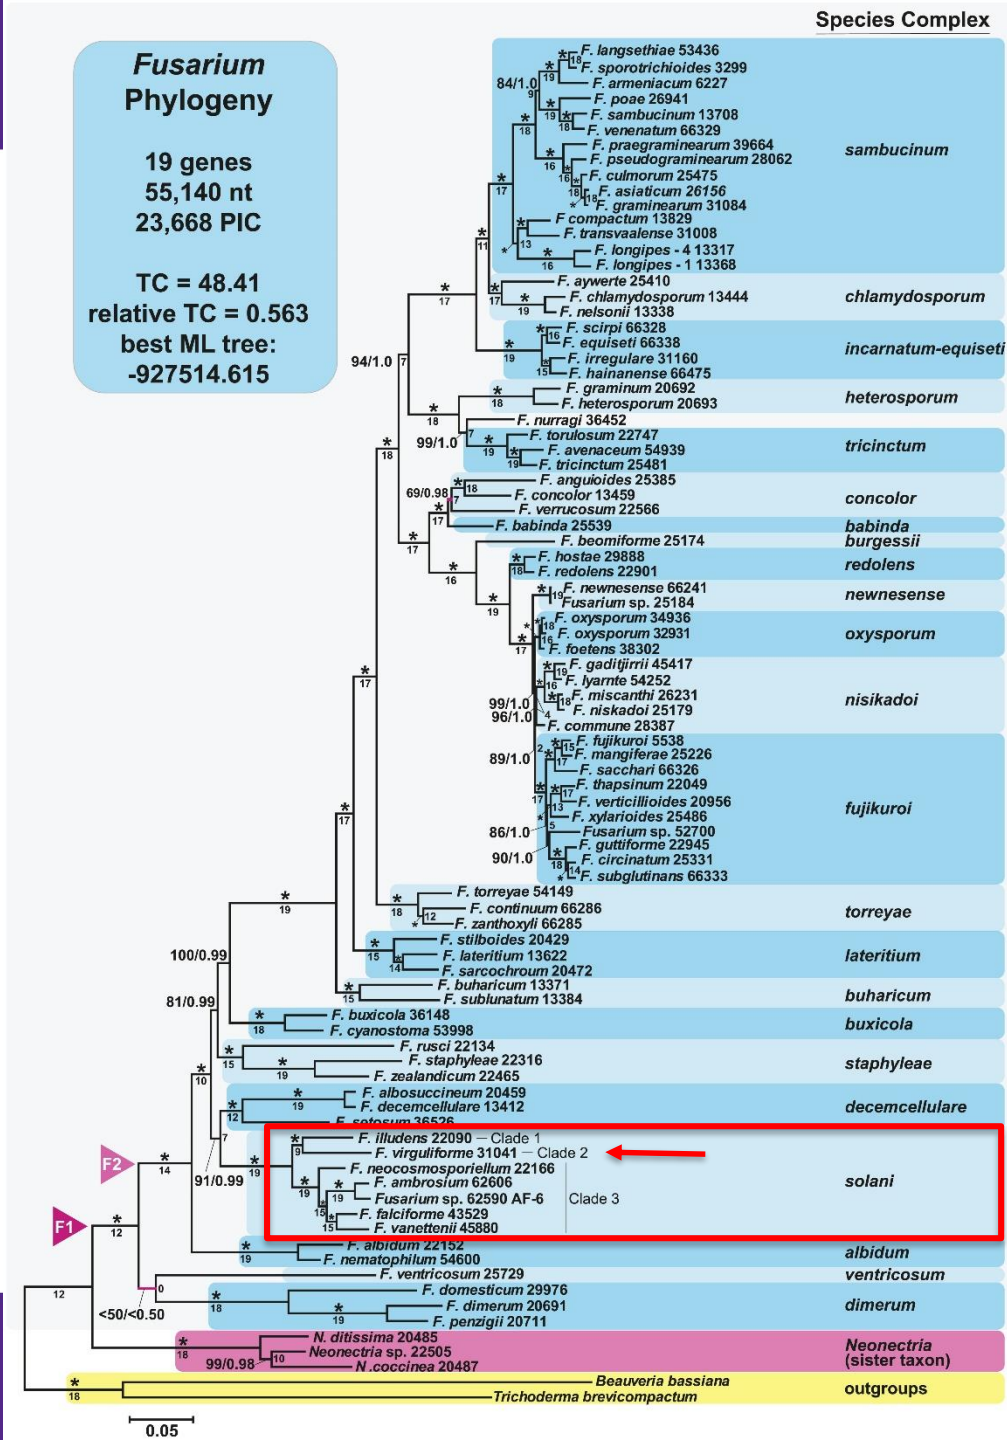 Species Complex
Fusarium
Phylogeny
19 genes
55,140 nt
23,668 PIC
TC = 48.41
relative TC = 0.563
best ML tree:
-927514.615
F. langsethiae 53436
F. sporotrichioides 3299
F. armeniacum 6227
F. poae 26941
F. sambucinum 13708
F. venenatum 66329
F. praegraminearum 39664
F. pseudograminearum 28062
F. culmorum 25475
F. asiaticum 26156
F. graminearum 31084
F compactum 13829
F. transvaalense 31008
F. longipes - 4 13317
F. longipes - 1 13368
sambucinum
F. aywerte 25410
F. chlamydosporum 13444
F. nelsonii 13338
chlamydosporum
F. scirpi 66328
F. equiseti 66338
F. irregulare 31160
F. hainanense 66475
incarnatum-equiseti
F. graminum 20692
F. heterosporum 20693
heterosporum
F. nurragi 36452
F. torulosum 22747
F. avenaceum 54939
F. tricinctum 25481
tricinctum
F. anguioides 25385
F. concolor 13459
F. verrucosum 22566
concolor
F. babinda 25539
babinda
F. beomiforme 25174
burgessii
F. hostae 29888
F. redolens 22901
redolens
F. newnesense 66241
Fusarium sp. 25184
newnesense
F. oxysporum 34936
F. oxysporum 32931
F. foetens 38302
oxysporum
F. gaditjirrii 45417
F. lyarnte 54252
F. miscanthi 26231
F. niskadoi 25179
F. commune 28387
nisikadoi
F. fujikuroi 5538
F. mangiferae 25226
F. sacchari 66326
F. thapsinum 22049
F. verticillioides 20956
F. xylarioides 25486
Fusarium sp. 52700
F. guttiforme 22945
F. circinatum 25331
F. subglutinans 66333
fujikuroi
F. torreyae 54149
F. continuum 66286
F. zanthoxyli 66285
torreyae
F. stilboides 20429
F. lateritium 13622
F. sarcochroum 20472
lateritium
F. buharicum 13371
F. sublunatum 13384
buharicum
F. buxicola 36148
F. cyanostoma 53998
buxicola
F. rusci 22134
F. staphyleae 22316
F. zealandicum 22465
staphyleae
F. albosuccineum 20459
F. decemcellulare 13412
F. setosum 36526
decemcellulare
F. illudens 22090 — Clade 1
F. virguliforme 31041 — Clade 2
F. neocosmosporiellum 22166
F. ambrosium 62606
Fusarium sp. 62590 AF-6
F. falciforme 43529
F. vanettenii 45880
Clade 3
solani
F. albidum 22152
F. nematophilum 54600
albidum
F. ventricosum 25729
ventricosum
F. domesticum 29976
F. dimerum 20691
F. penzigii 20711
dimerum
N. ditissima 20485
Neonectria sp. 22505
N .coccinea 20487
Neonectria
(sister taxon)
Beauveria bassiana
Trichoderma brevicompactum
outgroups
84/1.0
94/1.0
99/1.0
69/0.98
99/1.0
96/1.0
89/1.0
86/1.0
90/1.0
100/0.99
81/0.99
91/0.99
F2
F1
<50/<0.50
99/0.98
0.05